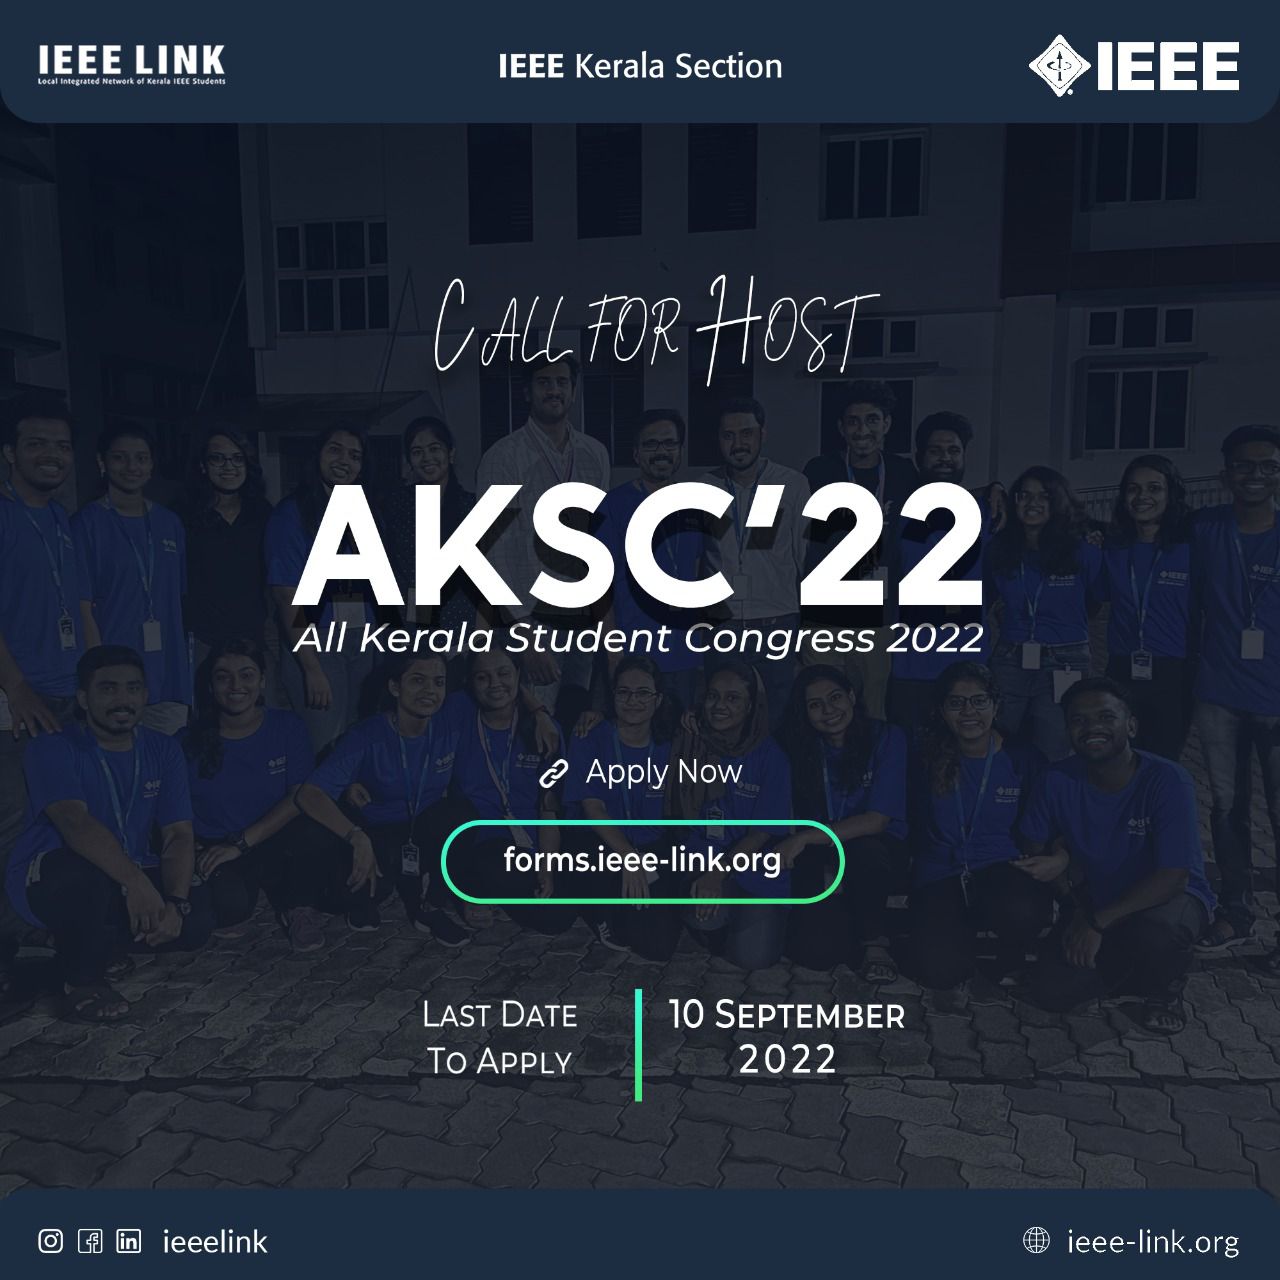 IEEE LINK
Local Integrated Network of Kerala IEEE Students
IEEE Kerala Section
IEEE
CALL FOR HOST
AKSC'22
All Kerala Student Congress 2022
Apply Now
forms.ieee-link.org
LAST DATE
TO APPLY
10 SEPTEMBER
2022
ieeelink
ieee-link.org